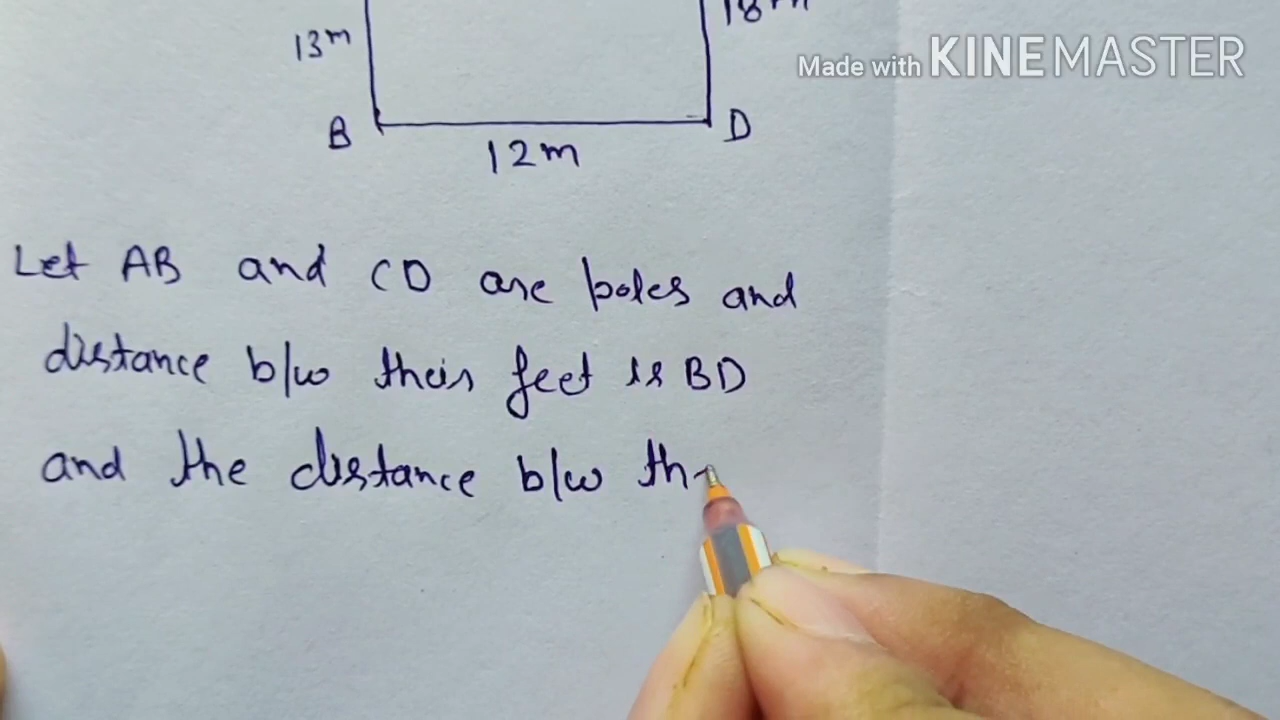 13m
18m
Made with KINEMASTER
B
D
12m
Let AB and CD are poles and
distance b/w their feet is BD
and the distance b/w the